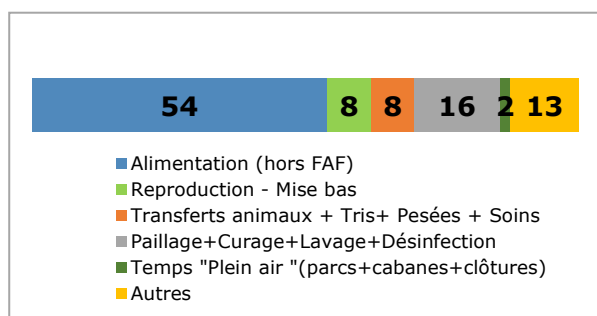 54 8 8 16 2 13
Alimentation (hors FAF)
Reproduction - Mise bas
Transferts animaux + Tris+ Pesées + Soins
Paillage+Curage+Lavage+Désinfection
Temps "Plein air "(parcs+cabanes+clôtures)
Autres